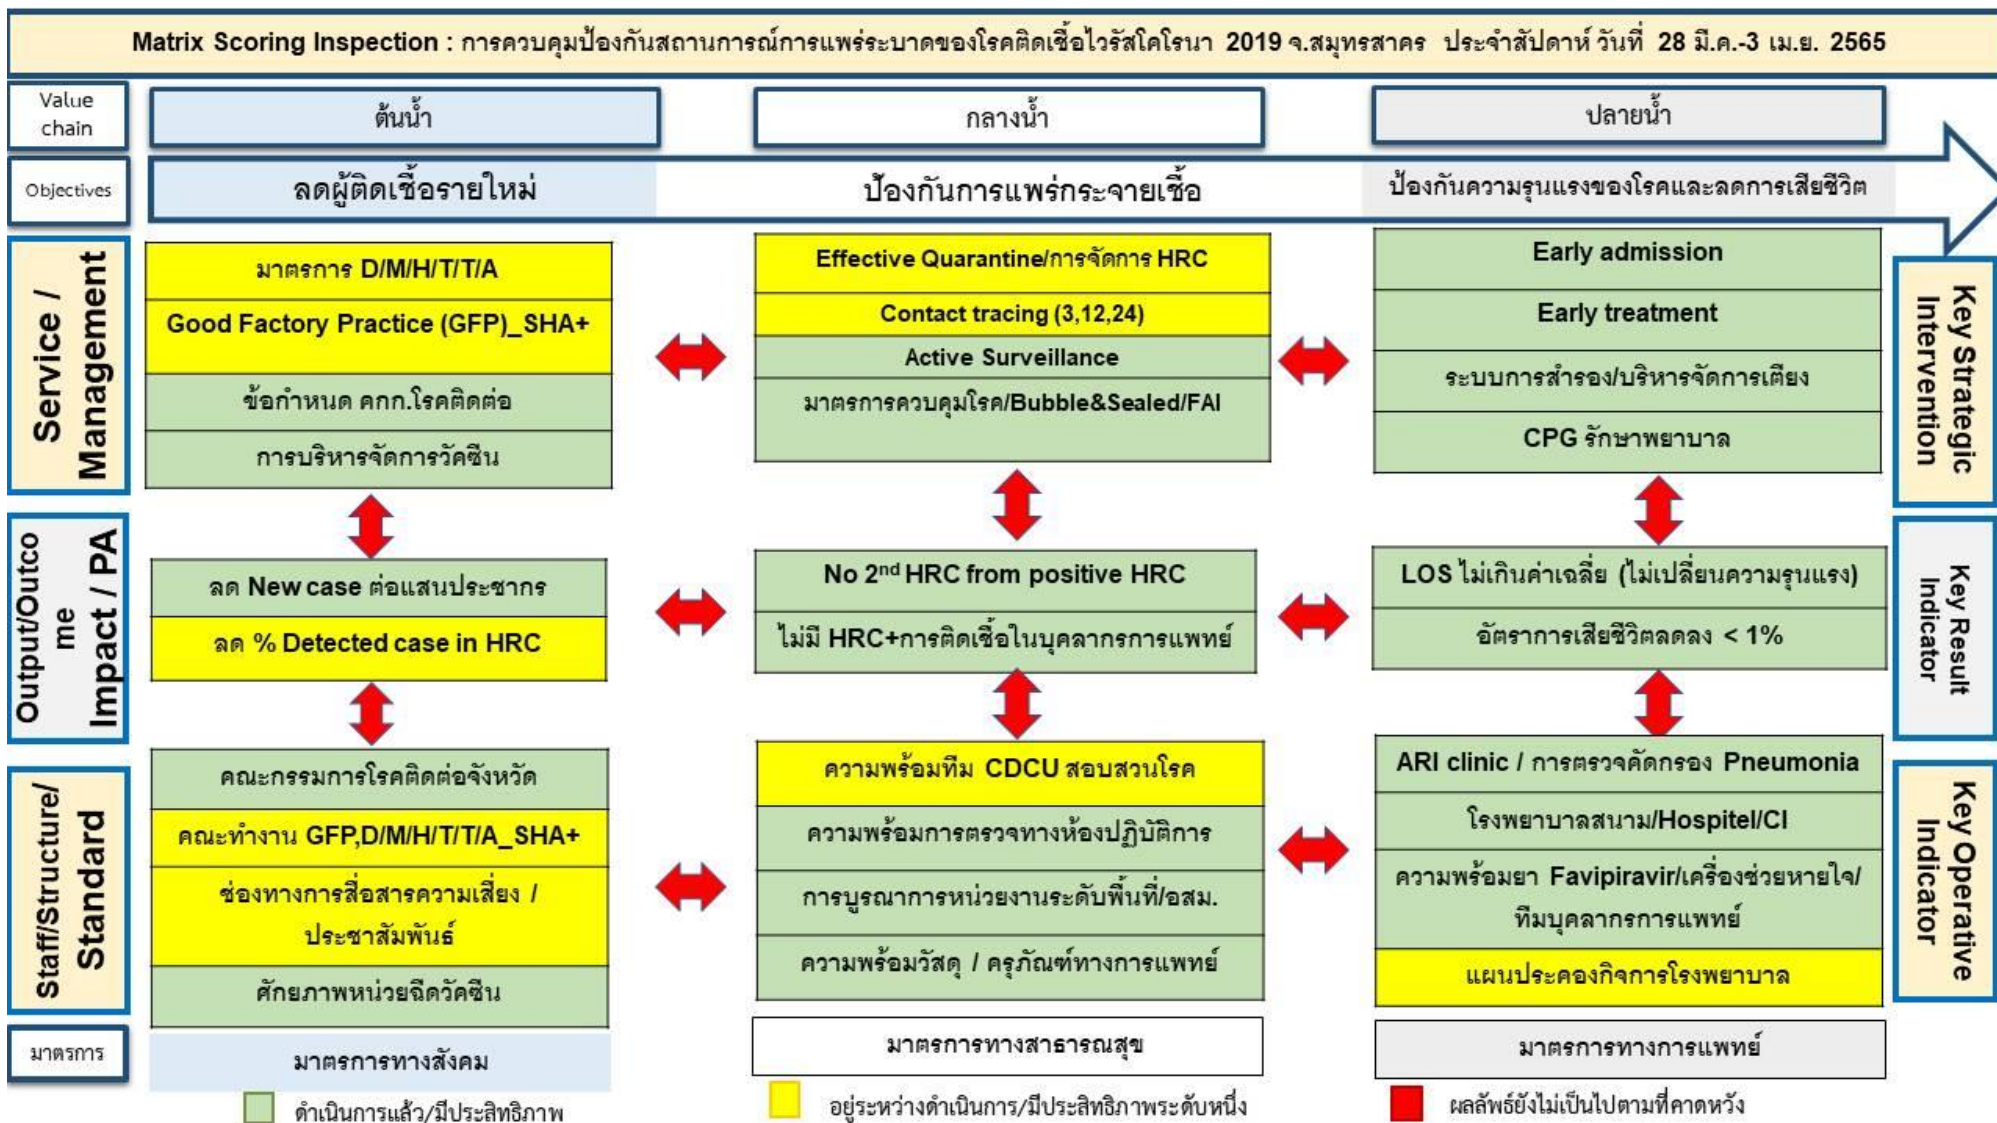 Matrix Scoring Inspection : การควบคุมป้องกันสถานการณ์การแพร่ระบาดของโรคติดเชื้อไวรัสโคโรนา 2019 จ.สมุทรสาคร ประจำสัปดาห์ วันที่ 28 มี.ค.-3 เม.ย. 2565
Value
chain
ต้นน้ำ
กลางน้ำ
ปลายน้ำ
Objectives
ลดผู้ติดเชื้อรายใหม่
ป้องกันการแพร่กระจายเชื้อ
ป้องกันความรุนแรงของโรคและลดการเสียชีวิต
Service /
Management
มาตรการ D/M/H/T/T/A
Good Factory Practice (GFP)_SHA+
ข้อกำหนด คกก.โรคติดต่อ
การบริหารจัดการวัคซีน
Effective Quarantine/การจัดการ HRC
Contact tracing (3,12,24)
Active Surveillance
มาตรการควบคุมโรค/Bubble&Sealed/FAI
Early admission
Early treatment
ระบบการสำรอง/บริหารจัดการเตียง
CPG รักษาพยาบาล
Key Strategic
Intervention
Output/Outco
me
Impact / PA
ลด New case ต่อแสนประชากร
ลด % Detected case in HRC
No 2nd HRC from positive HRC
ไม่มี HRC+การติดเชื้อในบุคลากรการแพทย์
LOS ไม่เกินค่าเฉลี่ย (ไม่เปลี่ยนความรุนแรง)
อัตราการเสียชีวิตลดลง < 1%
Key Result
Indicator
Staff/Structure/
Standard
คณะกรรมการโรคติดต่อจังหวัด
คณะทำงาน GFP,D/M/H/T/T/A_SHA+
ช่องทางการสื่อสารความเสี่ยง /
ประชาสัมพันธ์
ศักยภาพหน่วยฉีดวัคซีน
ความพร้อมทีม CDCU สอบสวนโรค
ความพร้อมการตรวจทางห้องปฏิบัติการ
การบูรณาการหน่วยงานระดับพื้นที่/อสม.
ความพร้อมวัสดุ / ครุภัณฑ์ทางการแพทย์
ARI clinic / การตรวจคัดกรอง Pneumonia
โรงพยาบาลสนาม/Hospitel/CI
ความพร้อมยา Favipiravir/เครื่องช่วยหายใจ/
ทีมบุคลากรการแพทย์
แผนประคองกิจการโรงพยาบาล
Key Operative
Indicator
มาตรการ
มาตรการทางสังคม
มาตรการทางสาธารณสุข
มาตรการทางการแพทย์
ดำเนินการแล้ว/มีประสิทธิภาพ
อยู่ระหว่างดำเนินการ/มีประสิทธิภาพระดับหนึ่ง
ผลลัพธ์ยังไม่เป็นไปตามที่คาดหวัง